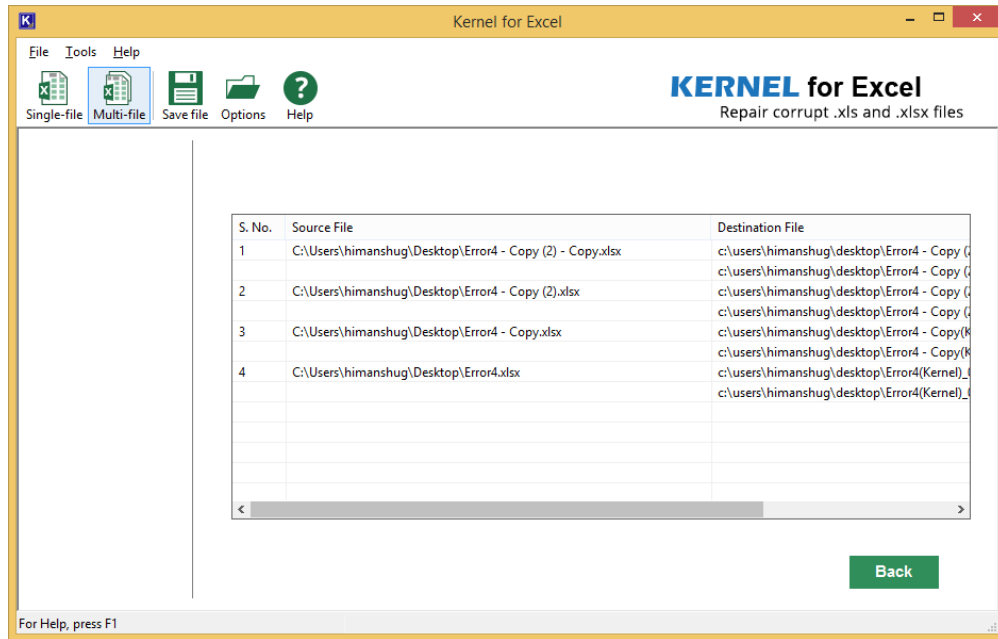 K
Kernel for Excel
File Tools Help
Single-file Multi-file Save file Options Help
KERNEL for Excel
Repair corrupt .xls and .xlsx files
S. No. Source File Destination File
1 C:\Users\himanshug\Desktop\Error4 - Copy (2) - Copy.xlsx c:\users\himanshug\desktop\Error4 - Copy (
c:\users\himanshug\desktop\Error4 - Copy (
2 C:\Users\himanshug\Desktop\Error4 - Copy (2).xlsx c:\users\himanshug\desktop\Error4 - Copy (
c:\users\himanshug\desktop\Error4 - Copy (
3 C:\Users\himanshug\Desktop\Error4 - Copy.xlsx c:\users\himanshug\desktop\Error4 - Copy(K
c:\users\himanshug\desktop\Error4 - Copy(K
4 C:\Users\himanshug\Desktop\Error4.xlsx c:\users\himanshug\desktop\Error4(Kernel)_
c:\users\himanshug\desktop\Error4(Kernel)_
Back
For Help, press F1